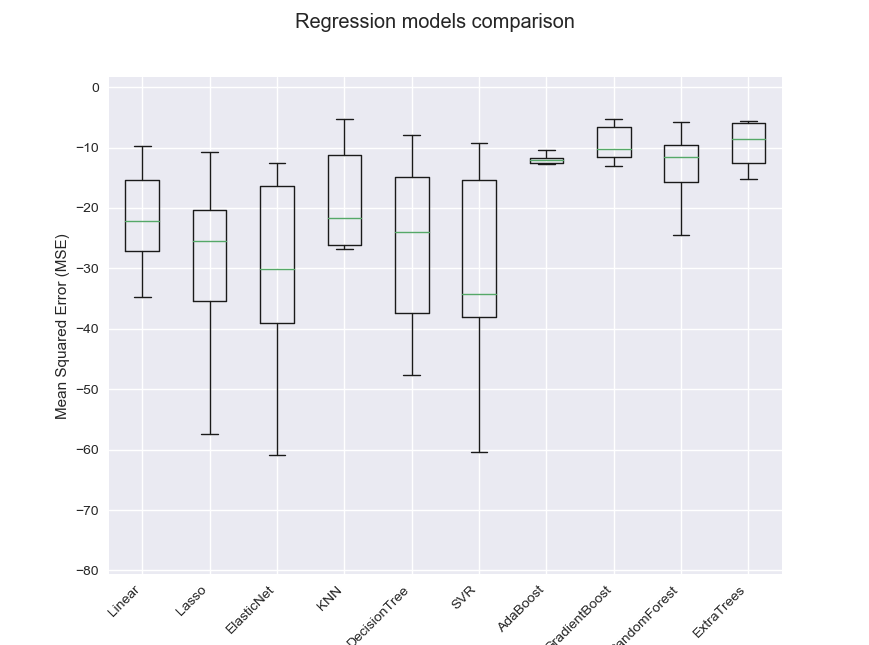 Regression models comparison
Mean Squared Error (MSE)
0
−10
−20
−30
−40
−50
−60
−70
−80
Linear
Lasso
ElasticNet
KNN
DecisionTree
SVR
AdaBoost
GradientBoost
andomForest
ExtraTrees